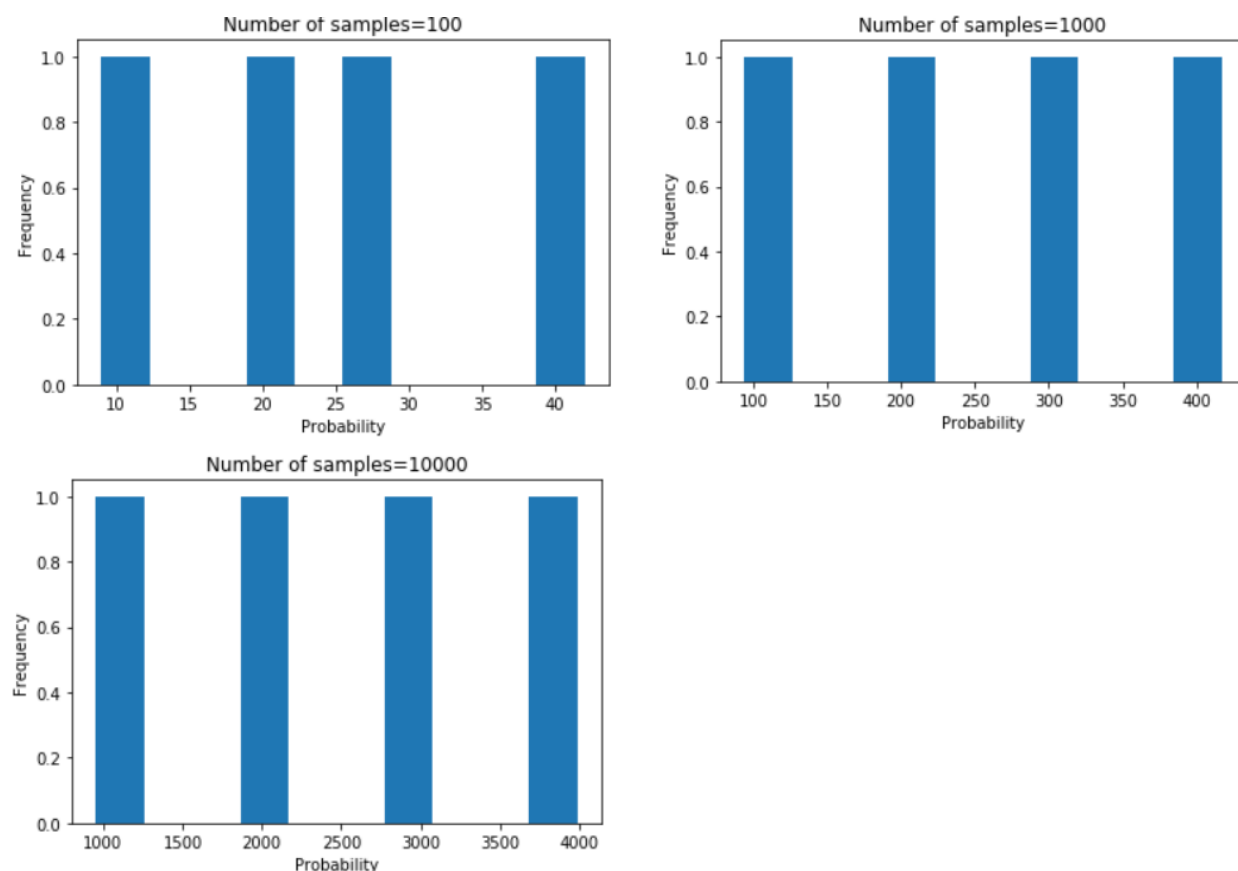 Number of samples=100
1.0
0.8
0.6
0.4
0.2
0.0
Frequency
10 15 20 25 30 35 40
Probability
Number of samples=1000
1.0
0.8
0.6
0.4
0.2
0.0
Frequency
100 150 200 250 300 350 400
Probability
Number of samples=10000
1.0
0.8
0.6
0.4
0.2
0.0
Frequency
1000 1500 2000 2500 3000 3500 4000
Probability